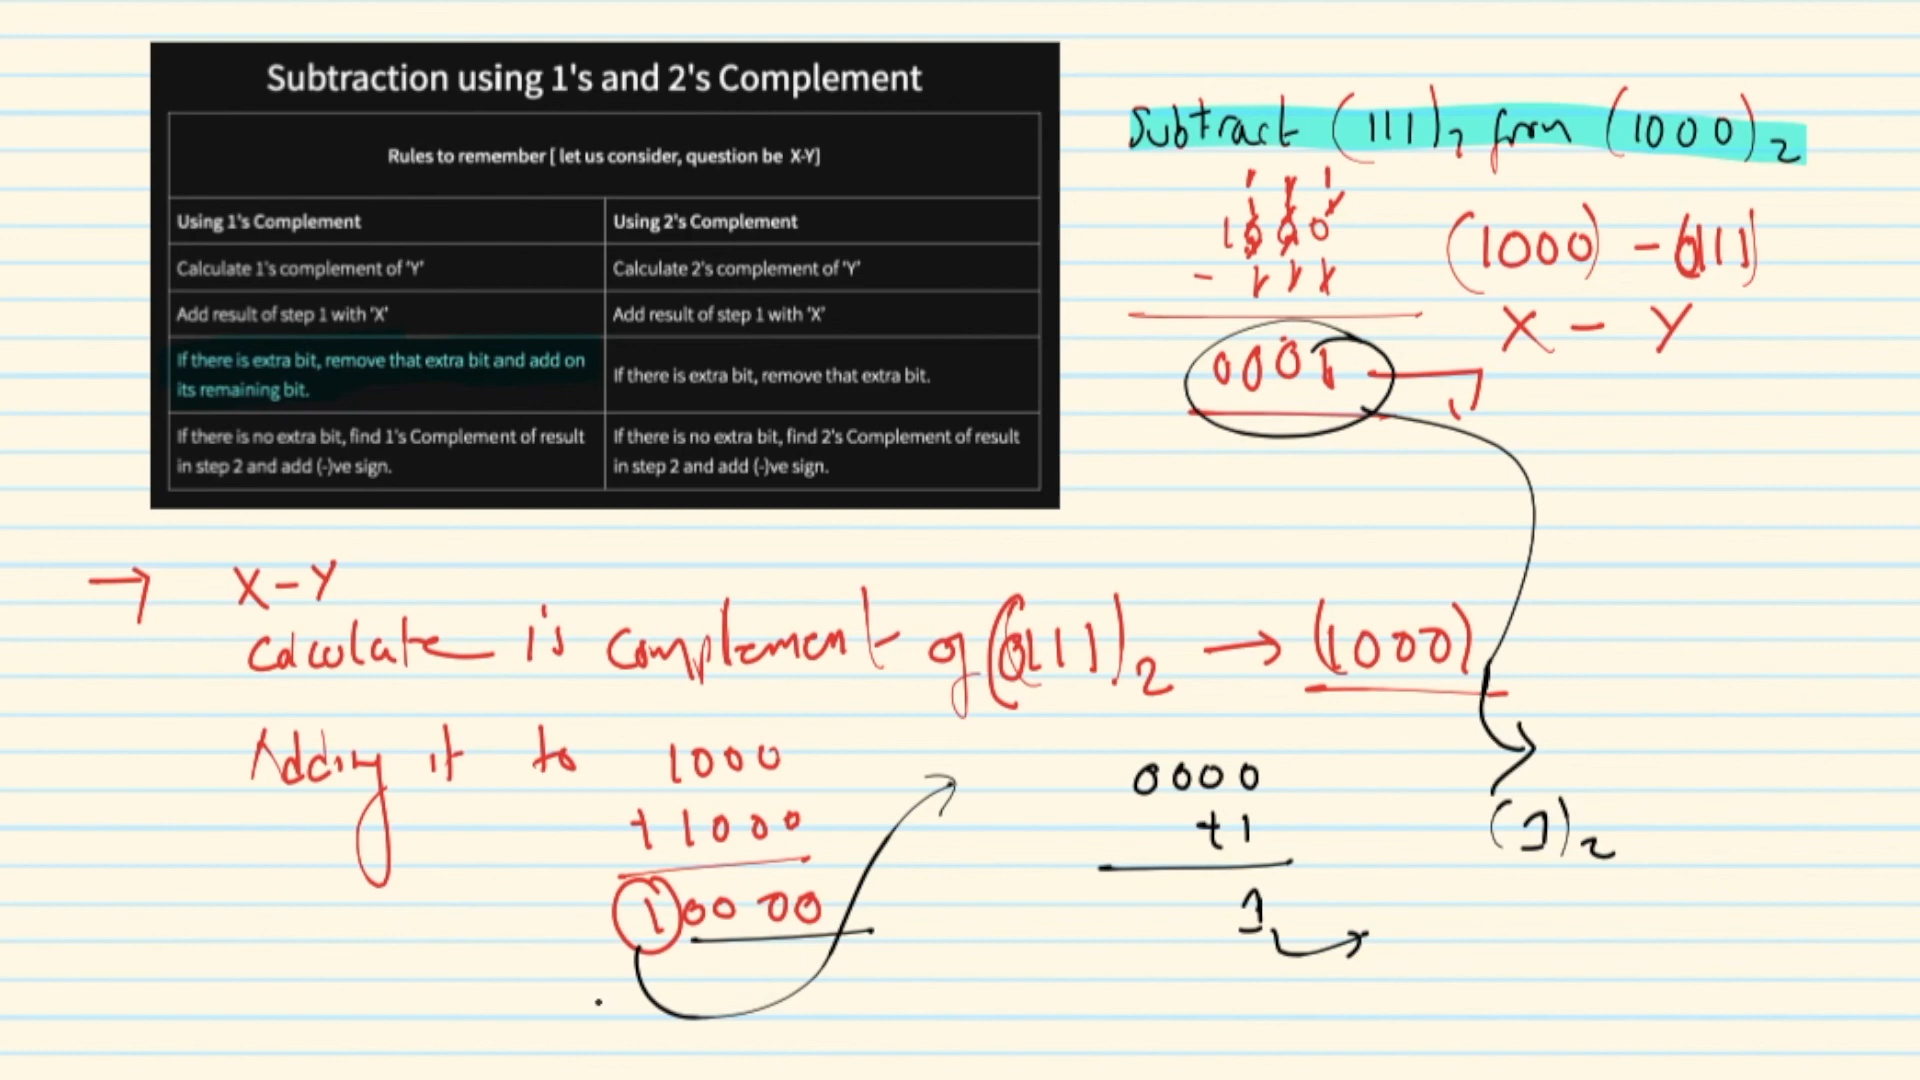 Subtraction using 1's and 2's Complement
Rules to remember [ let us consider, question be X-Y]
Using 1's Complement
Using 2's Complement
Calculate 1's complement of 'Y'
Calculate 2's complement of 'Y'
Add result of step 1 with 'X'
Add result of step 1 with 'X'
If there is extra bit, remove that extra bit and add on
its remaining bit.
If there is extra bit, remove that extra bit.
If there is no extra bit, find 1's Complement of result
in step 2 and add (-)ve sign.
If there is no extra bit, find 2's Complement of result
in step 2 and add (-)ve sign.
Subtract (111)2 from (1000)2
1 1 1
1000
- 111
0001
(1000) - (0111)
X - Y
→ X-Y
Calculate 1's complement of (0111)2 → (1000)
Adding it to 1000
+1000
10000
0000
+1
1
(1)2